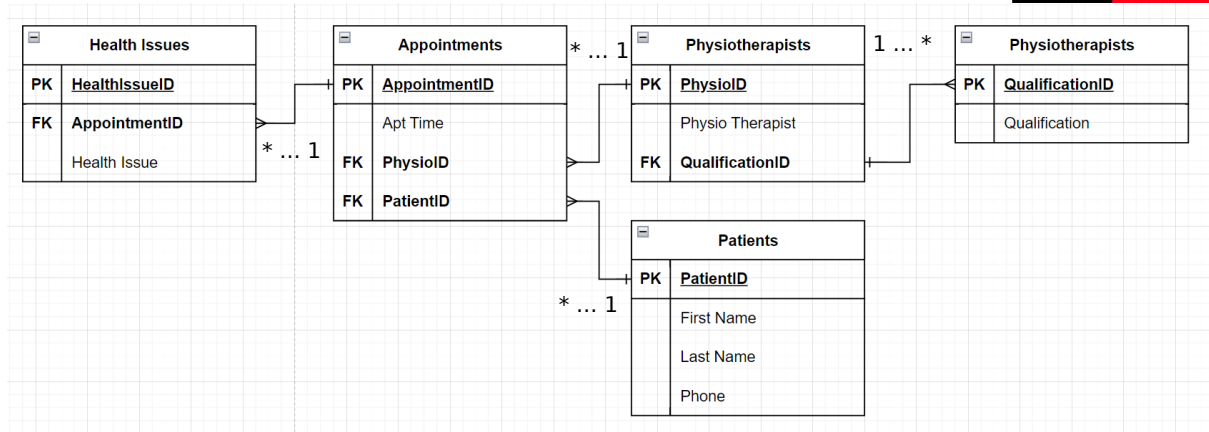 Health Issues
PK HealthIssueID
FK AppointmentID
Health Issue
* ... 1
Appointments
PK AppointmentID
Apt Time
FK PhysioID
FK PatientID
* ... 1
Physiotherapists
PK PhysioID
Physio Therapist
FK QualificationID
1 ... *
Physiotherapists
PK QualificationID
Qualification
* ... 1
Patients
PK PatientID
First Name
Last Name
Phone